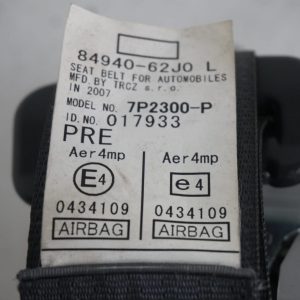 84940-62J0 L
SEAT BELT FOR AUTOMOBILES
MFD.BY TRCZ s.r.o.
IN 2007
MODEL NO. 7P2300-P
ID.NO. 017933
PRE
Aer4mp Aer4mp
E4 e4
0434109 0434109
AIRBAG AIRBAG